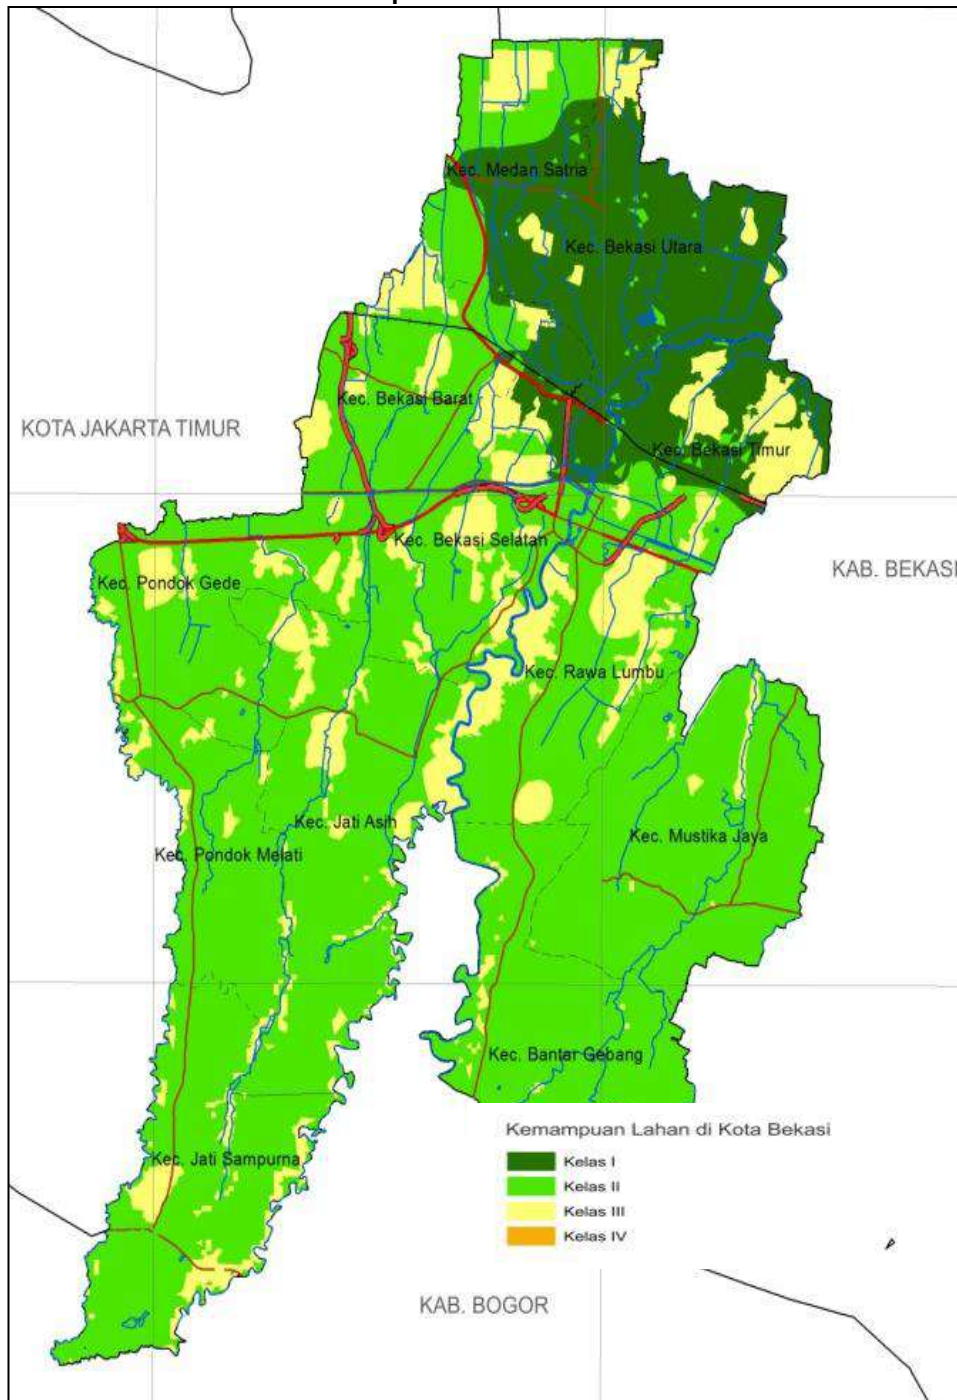 Kec. Medan Satria
Kec. Bekasi Utara
Kec. Bekasi Barat
KOTA JAKARTA TIMUR
Kec. Bekasi Timur
Kec. Bekasi Selatan
KAB. BEKASI
Kec. Pondok Gede
Kec. Rawa Lumbu
Kec. Jati Asih
Kec. Mustika Jaya
Kec. Pondok Melati
Kec. Bantar Gebang
Kemampuan Lahan di Kota Bekasi
Kelas I
Kec. Jati Sampurna
Kelas II
Kelas III
Kelas IV
KAB. BOGOR